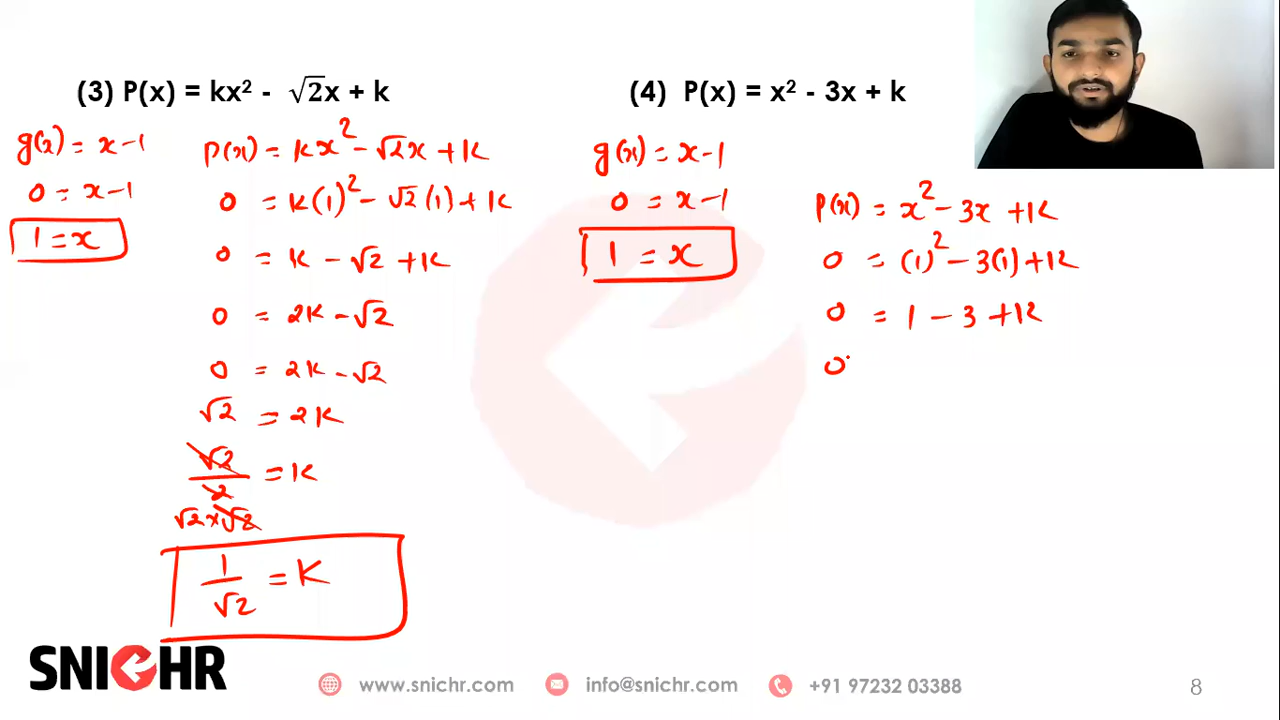 (3) P(x) = kx² - √2x + k
g(x) = x-1
0 = x-1
1 = x
P(x) = Kx² - √2x + K
0 = K(1)² - √2(1) + K
0 = K - √2 + K
0 = 2K - √2
0 = 2K - √2
√2 = 2K
√2/2 = K
√2×√2
1/√2 = K
(4) P(x) = x² - 3x + k
g(x) = x-1
0 = x-1
1 = x
P(x) = x² - 3x + K
0 = (1)² - 3(1) + K
0 = 1 - 3 + K
0
SNICHR
www.snichr.com
info@snichr.com
+91 97232 03388
8